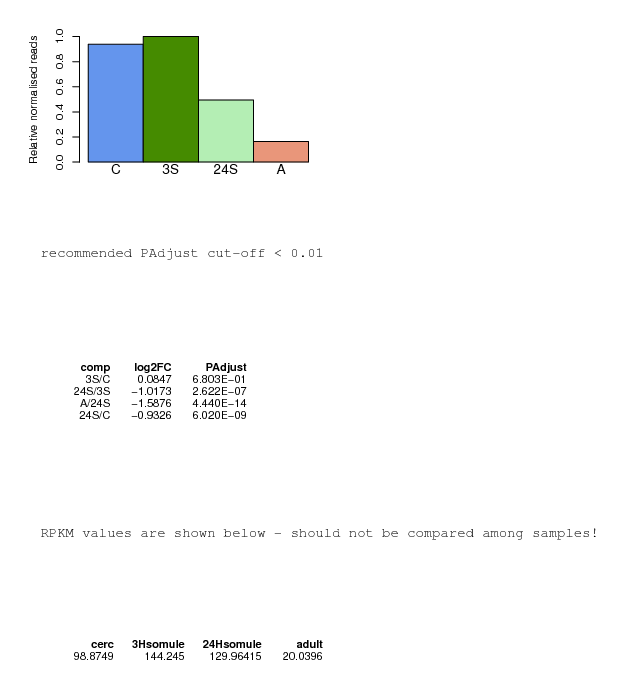 Relative normalised reads
1.0
0.8
0.6
0.4
0.2
0.0
C 3S 24S A
recommended PAdjust cut-off < 0.01
comp log2FC PAdjust
3S/C 0.0847 6.803E−01
24S/3S −1.0173 2.622E−07
A/24S −1.5876 4.440E−14
24S/C −0.9326 6.020E−09
RPKM values are shown below - should not be compared among samples!
cerc 3Hsomule 24Hsomule adult
98.8749 144.245 129.96415 20.0396